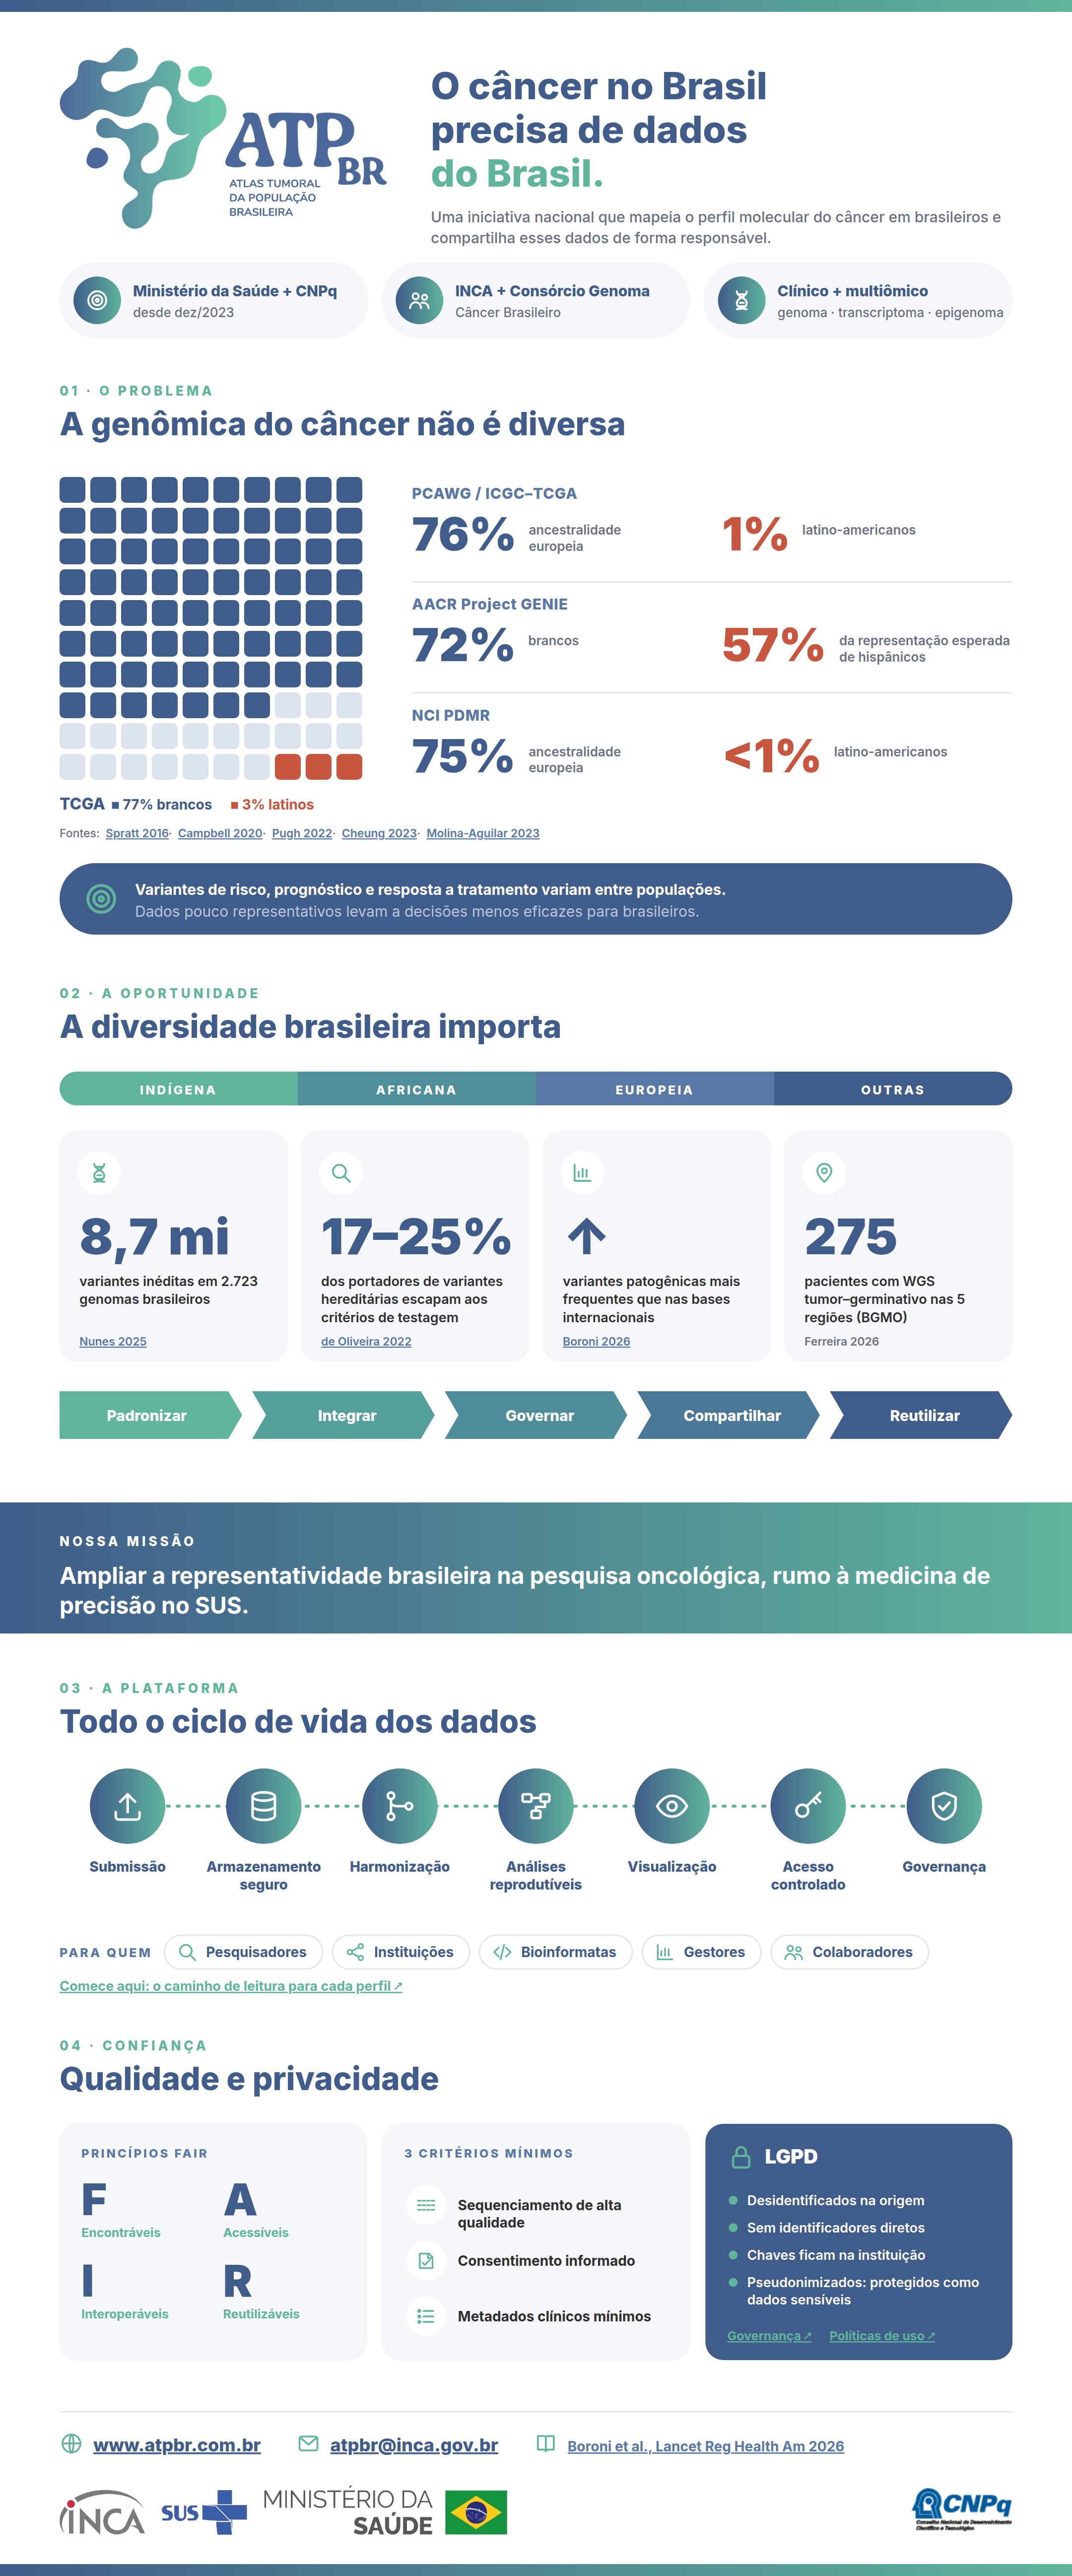 ATPBR
ATLAS TUMORAL
DA POPULAÇÃO
BRASILEIRA
O câncer no Brasil
precisa de dados
do Brasil.
Uma iniciativa nacional que mapeia o perfil molecular do câncer em brasileiros e
compartilha esses dados de forma responsável.
Ministério da Saúde + CNPq
desde dez/2023
INCA + Consórcio Genoma
Câncer Brasileiro
Clínico + multiômico
genoma · transcriptoma · epigenoma
01 · O PROBLEMA
A genômica do câncer não é diversa
PCAWG / ICGC–TCGA
76% ancestralidade
europeia
1% latino-americanos
AACR Project GENIE
72% brancos
57% da representação esperada
de hispânicos
NCI PDMR
75% ancestralidade
europeia
<1% latino-americanos
TCGA ■ 77% brancos ■ 3% latinos
Fontes: Spratt 2016· Campbell 2020· Pugh 2022· Cheung 2023· Molina-Aguilar 2023
Variantes de risco, prognóstico e resposta a tratamento variam entre populações.
Dados pouco representativos levam a decisões menos eficazes para brasileiros.
02 · A OPORTUNIDADE
A diversidade brasileira importa
INDÍGENA
AFRICANA
EUROPEIA
OUTRAS
8,7 mi
variantes inéditas em 2.723
genomas brasileiros
Nunes 2025
17–25%
dos portadores de variantes
hereditárias escapam aos
critérios de testagem
de Oliveira 2022
↑
variantes patogênicas mais
frequentes que nas bases
internacionais
Boroni 2026
275
pacientes com WGS
tumor–germinativo nas 5
regiões (BGMO)
Ferreira 2026
Padronizar
Integrar
Governar
Compartilhar
Reutilizar
NOSSA MISSÃO
Ampliar a representatividade brasileira na pesquisa oncológica, rumo à medicina de
precisão no SUS.
03 · A PLATAFORMA
Todo o ciclo de vida dos dados
Submissão
Armazenamento
seguro
Harmonização
Análises
reprodutíveis
Visualização
Acesso
controlado
Governança
PARA QUEM
Pesquisadores
Instituições
Bioinformatas
Gestores
Colaboradores
Comece aqui: o caminho de leitura para cada perfil ↗
04 · CONFIANÇA
Qualidade e privacidade
PRINCÍPIOS FAIR
F
Encontráveis
A
Acessíveis
I
Interoperáveis
R
Reutilizáveis
3 CRITÉRIOS MÍNIMOS
Sequenciamento de alta
qualidade
Consentimento informado
Metadados clínicos mínimos
LGPD
Desidentificados na origem
Sem identificadores diretos
Chaves ficam na instituição
Pseudonimizados: protegidos como
dados sensíveis
Governança ↗ Políticas de uso ↗
www.atpbr.com.br
atpbr@inca.gov.br
Boroni et al., Lancet Reg Health Am 2026
INCA
SUS
MINISTÉRIO DA
SAÚDE
CNPq
Conselho Nacional de Desenvolvimento
Científico e Tecnológico